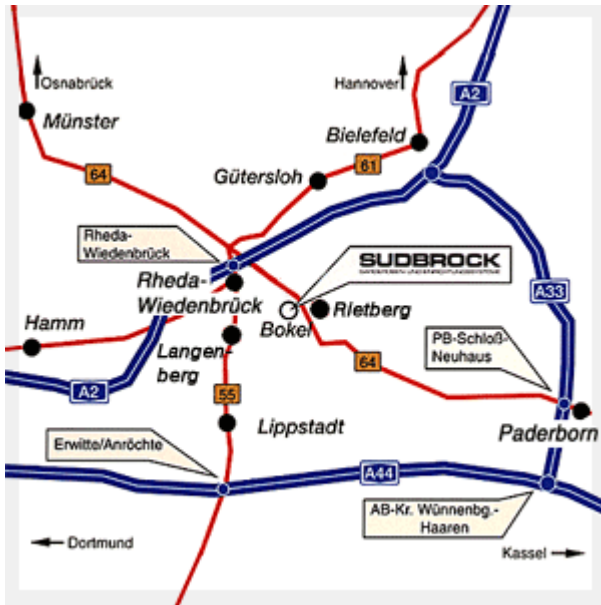 Osnabrück
Hannover
A2
Münster
Bielefeld
61
64
Gütersloh
Rheda-
Wiedenbrück
SUDBROCK
Rheda-
Wiedenbrück
A33
Rietberg
Bokel
Hamm
PB-Schloß-
Neuhaus
Langen-
berg
64
A2
55
Lippstadt
Paderborn
Erwitte/Anröchte
A44
AB-Kr. Wünnenbg.-
Haaren
Dortmund
Kassel